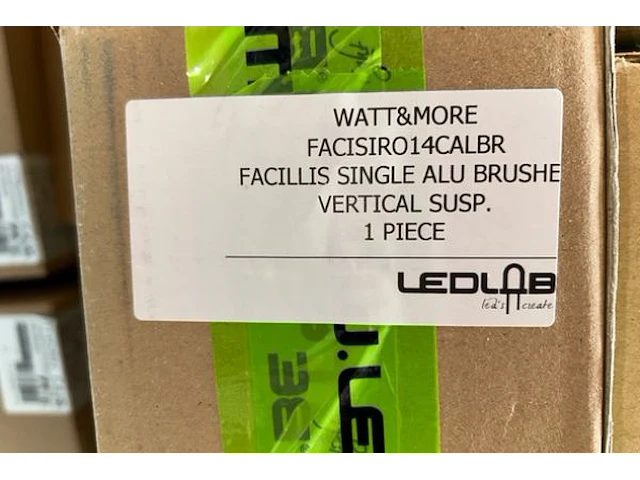 WATT&MORE
FACISIRO14CALBR
FACILLIS SINGLE ALU BRUSHE
VERTICAL SUSP.
1 PIECE
LEDLAB
led's create